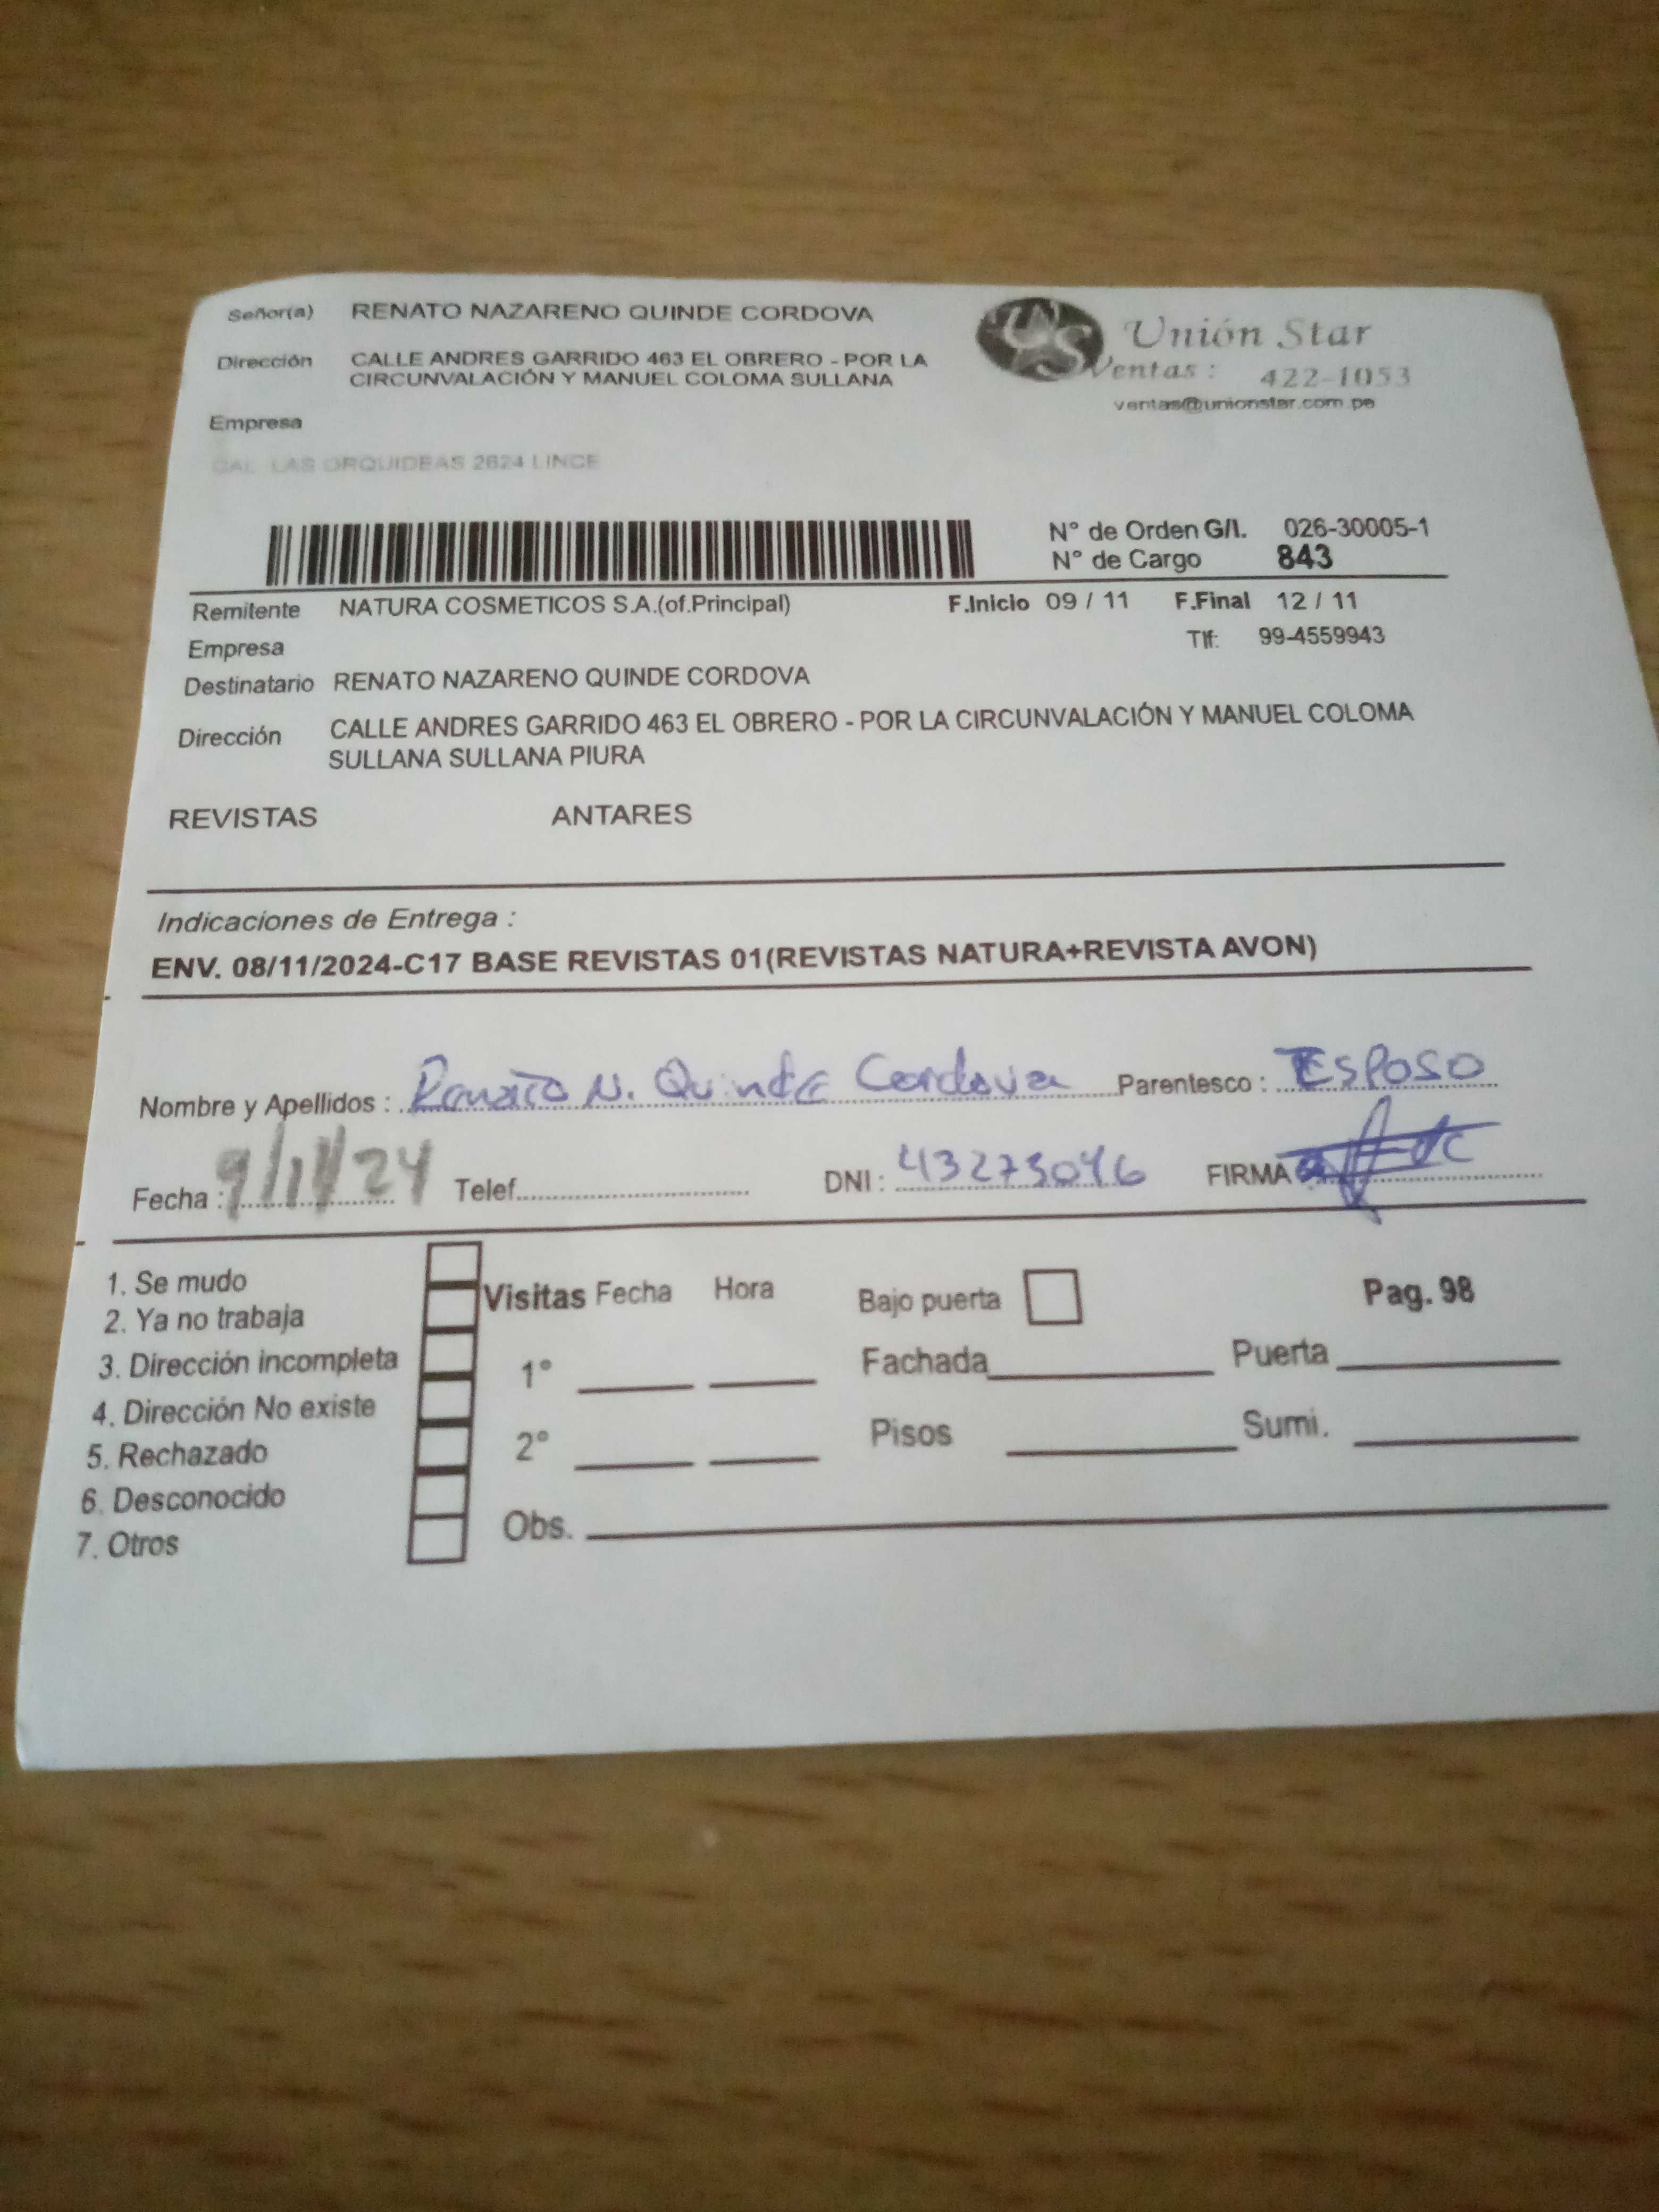 Señor(a) RENATO NAZARENO QUINDE CORDOVA
Dirección CALLE ANDRES GARRIDO 463 EL OBRERO - POR LA
CIRCUNVALACIÓN Y MANUEL COLOMA SULLANA
Empresa
CAL LAS ORQUIDEAS 2624 LINCE
US Unión Star
Ventas : 422-1053
ventas@unionstar.com.pe
N° de Orden G/I. 026-30005-1
N° de Cargo 843
Remitente NATURA COSMETICOS S.A.(of.Principal) F.Inicio 09 / 11 F.Final 12 / 11
Empresa Tlf: 99-4559943
Destinatario RENATO NAZARENO QUINDE CORDOVA
Dirección CALLE ANDRES GARRIDO 463 EL OBRERO - POR LA CIRCUNVALACIÓN Y MANUEL COLOMA
SULLANA SULLANA PIURA
REVISTAS ANTARES
Indicaciones de Entrega :
ENV. 08/11/2024-C17 BASE REVISTAS 01(REVISTAS NATURA+REVISTA AVON)
Nombre y Apellidos : Renato N. Quinde Cordova Parentesco : Esposo
Fecha : 9/11/24 Telef. DNI : 43273046 FIRMA
1. Se mudo
2. Ya no trabaja
3. Dirección incompleta
4. Dirección No existe
5. Rechazado
6. Desconocido
7. Otros
Visitas Fecha Hora
1°
2°
Obs.
Bajo puerta Pag. 98
Fachada Puerta
Pisos Sumi.